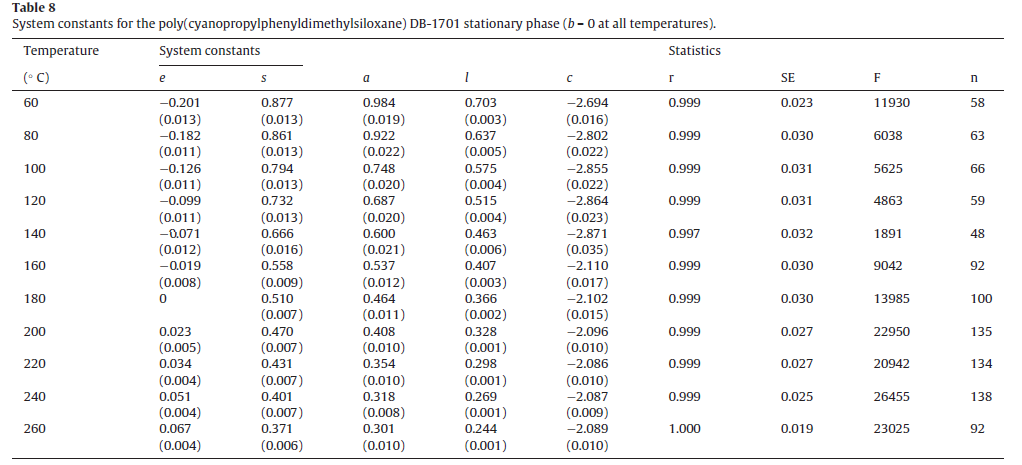 Table 8
System constants for the poly(cyanopropylphenyldimethylsiloxane) DB-1701 stationary phase (b – 0 at all temperatures).
Temperature System constants Statistics
(° C) e s a l c r SE F n
60 −0.201 0.877 0.984 0.703 −2.694 0.999 0.023 11930 58
(0.013) (0.013) (0.019) (0.003) (0.016)
80 −0.182 0.861 0.922 0.637 −2.802 0.999 0.030 6038 63
(0.011) (0.013) (0.022) (0.005) (0.022)
100 −0.126 0.794 0.748 0.575 −2.855 0.999 0.031 5625 66
(0.011) (0.013) (0.020) (0.004) (0.022)
120 −0.099 0.732 0.687 0.515 −2.864 0.999 0.031 4863 59
(0.011) (0.013) (0.020) (0.004) (0.023)
140 −0.071 0.666 0.600 0.463 −2.871 0.997 0.032 1891 48
(0.012) (0.016) (0.021) (0.006) (0.035)
160 −0.019 0.558 0.537 0.407 −2.110 0.999 0.030 9042 92
(0.008) (0.009) (0.012) (0.003) (0.017)
180 0 0.510 0.464 0.366 −2.102 0.999 0.030 13985 100
(0.007) (0.011) (0.002) (0.015)
200 0.023 0.470 0.408 0.328 −2.096 0.999 0.027 22950 135
(0.005) (0.007) (0.010) (0.001) (0.010)
220 0.034 0.431 0.354 0.298 −2.086 0.999 0.027 20942 134
(0.004) (0.007) (0.010) (0.001) (0.010)
240 0.051 0.401 0.318 0.269 −2.087 0.999 0.025 26455 138
(0.004) (0.007) (0.008) (0.001) (0.009)
260 0.067 0.371 0.301 0.244 −2.089 1.000 0.019 23025 92
(0.004) (0.006) (0.010) (0.001) (0.010)